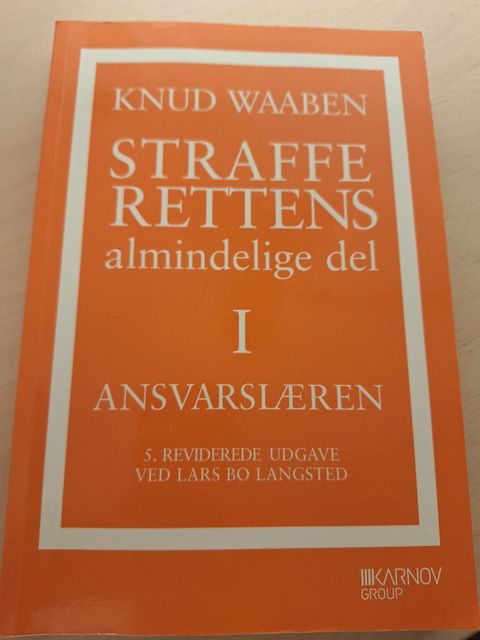 KNUD WAABEN
STRAFFE
RETTENS
almindelige del
I
ANSVARSLÆREN
5. REVIDEREDE UDGAVE
VED LARS BO LANGSTED
KARNOV
GROUP